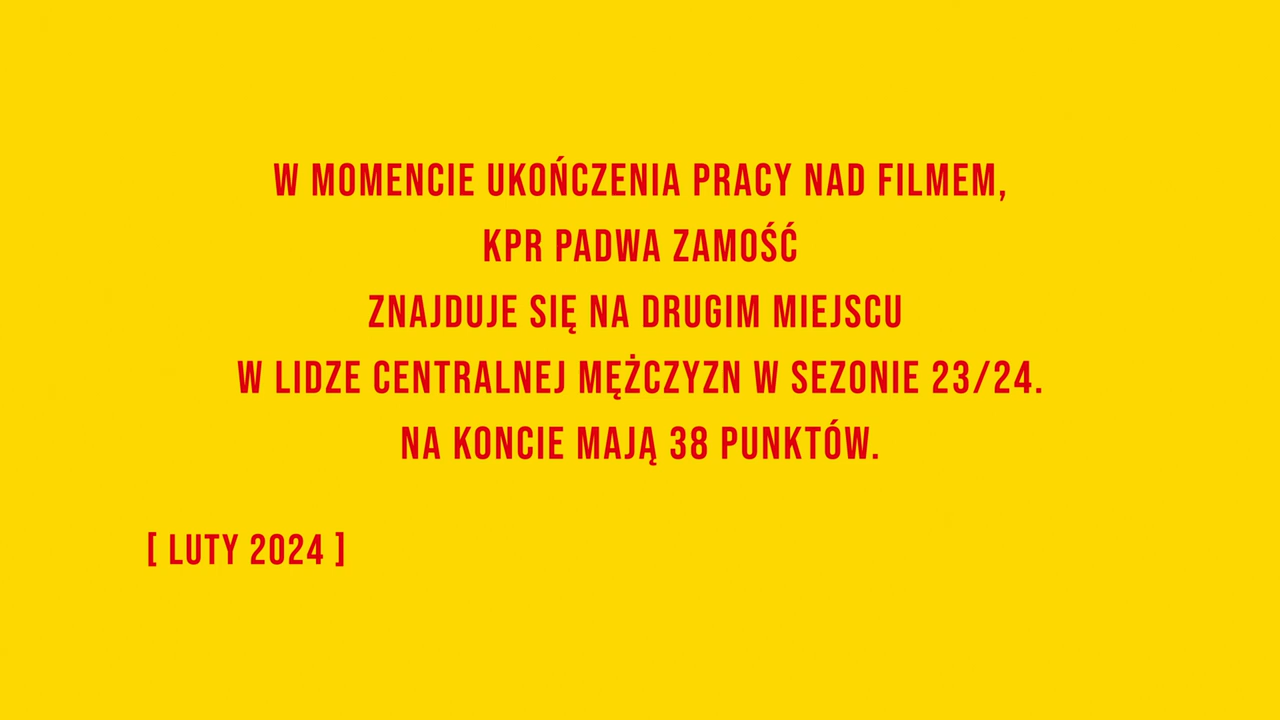 W MOMENCIE UKOŃCZENIA PRACY NAD FILMEM,
KPR PADWA ZAMOŚĆ
ZNAJDUJE SIĘ NA DRUGIM MIEJSCU
W LIDZE CENTRALNEJ MĘŻCZYZN W SEZONIE 23/24.
NA KONCIE MAJĄ 38 PUNKTÓW.
[ LUTY 2024 ]